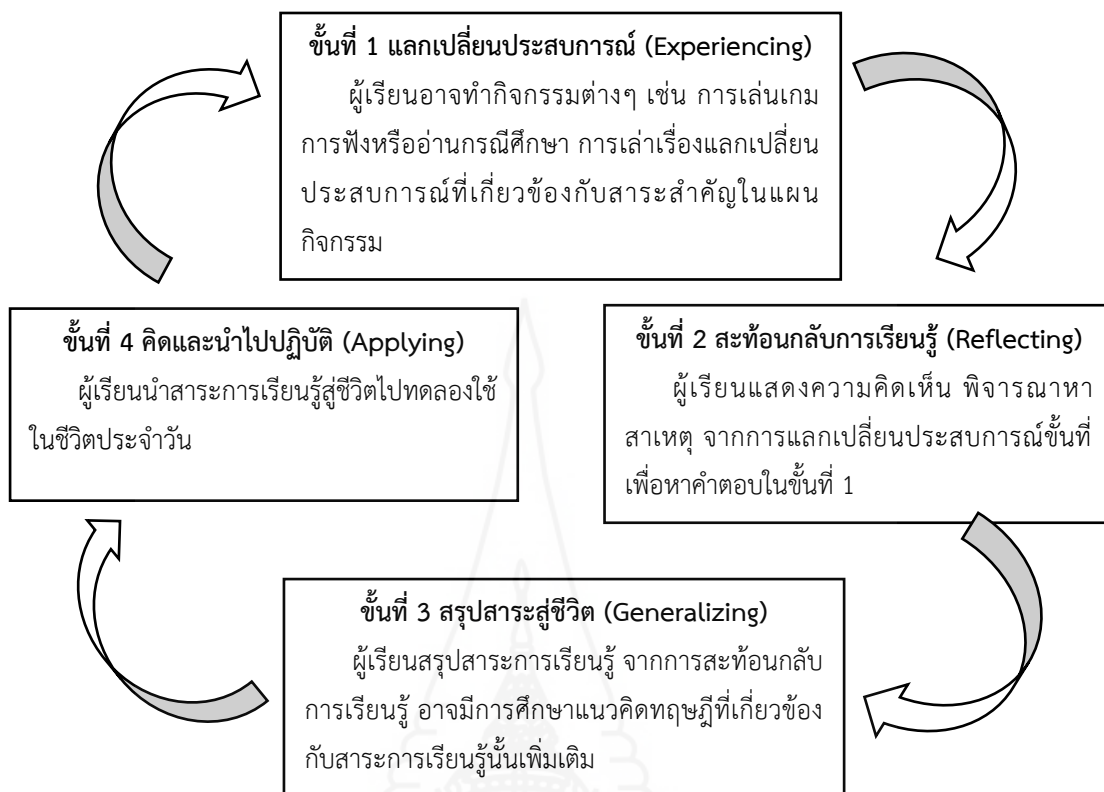 ขั้นที่ 1 แลกเปลี่ยนประสบการณ์ (Experiencing)
ผู้เรียนอาจทำกิจกรรมต่างๆ เช่น การเล่นเกม
การฟังหรืออ่านกรณีศึกษา การเล่าเรื่องแลกเปลี่ยน
ประสบการณ์ที่เกี่ยวข้องกับสาระสำคัญในแผน
กิจกรรม
ขั้นที่ 2 สะท้อนกลับการเรียนรู้ (Reflecting)
ผู้เรียนแสดงความคิดเห็น พิจารณาหา
สาเหตุ จากการแลกเปลี่ยนประสบการณ์ขั้นที่
เพื่อหาคำตอบในขั้นที่ 1
ขั้นที่ 3 สรุปสาระสู่ชีวิต (Generalizing)
ผู้เรียนสรุปสาระการเรียนรู้ จากการสะท้อนกลับ
การเรียนรู้ อาจมีการศึกษาแนวคิดทฤษฎีที่เกี่ยวข้อง
กับสาระการเรียนรู้นั้นเพิ่มเติม
ขั้นที่ 4 คิดและนำไปปฏิบัติ (Applying)
ผู้เรียนนำสาระการเรียนรู้สู่ชีวิตไปทดลองใช้
ในชีวิตประจำวัน